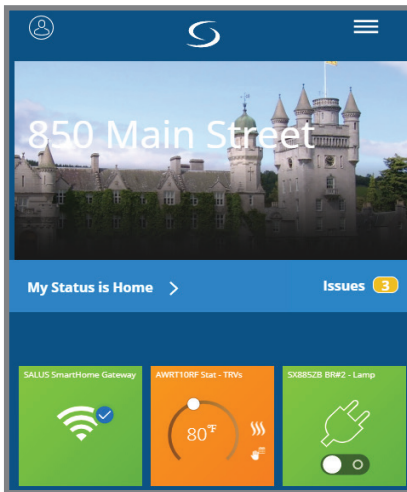 850 Main Street
My Status is Home
Issues 3
SALUS SmartHome Gateway
AWRT10RF Stat - TRVs
SX885ZB BR#2 - Lamp
80°F